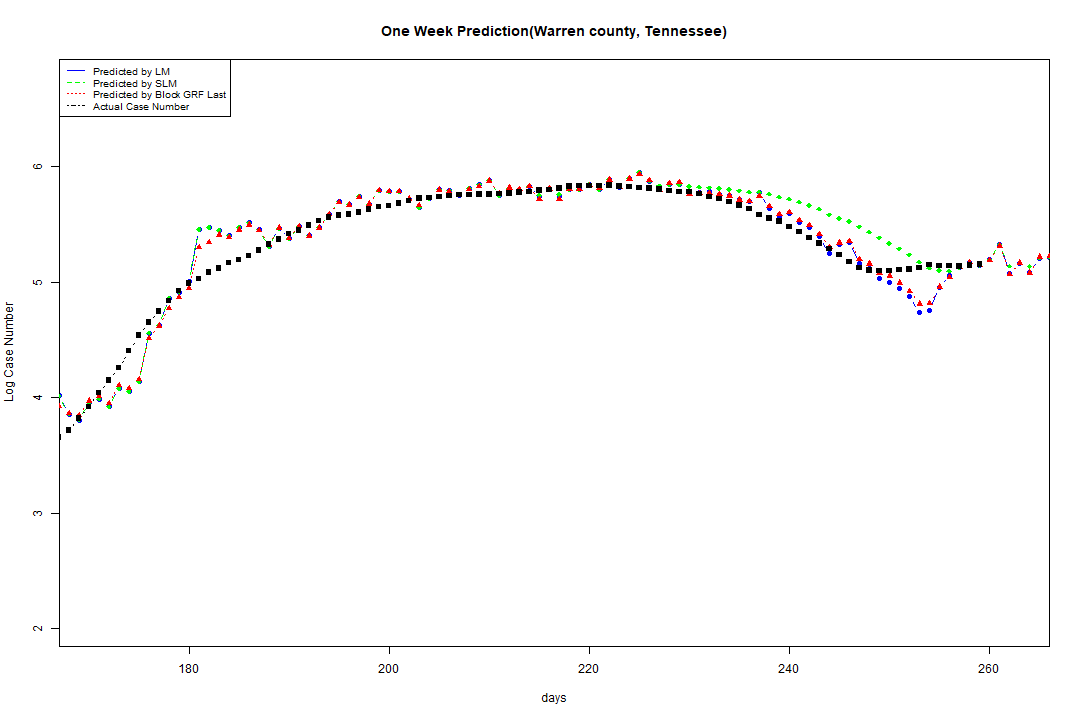 One Week Prediction(Warren county, Tennessee)
Predicted by LM
Predicted by SLM
Predicted by Block GRF Last
Actual Case Number
6
5
4
3
2
Log Case Number
180 200 220 240 260
days